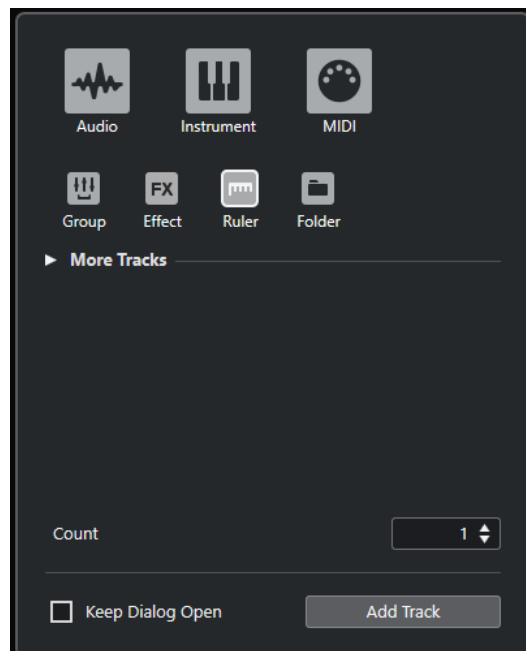 Audio Instrument MIDI
FX
Group Effect Ruler Folder
More Tracks
Count 1
Keep Dialog Open Add Track